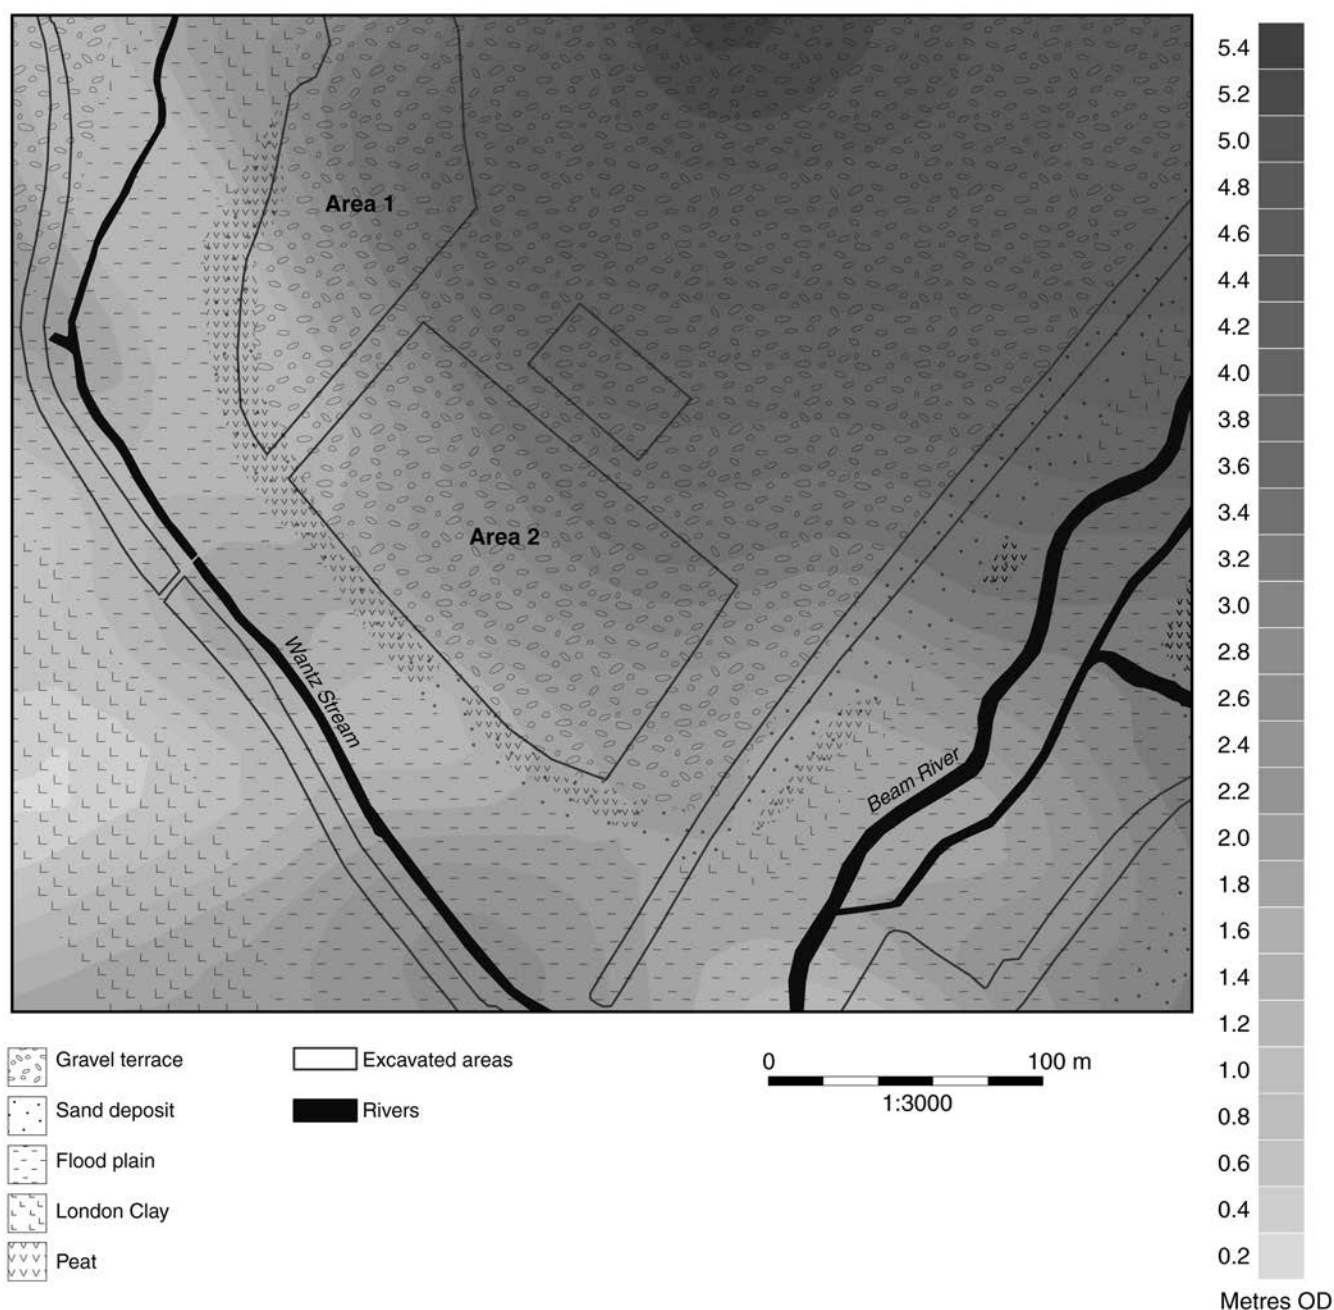 Area 1
Area 2
Wantz Stream
Beam River
5.4
5.2
5.0
4.8
4.6
4.4
4.2
4.0
3.8
3.6
3.4
3.2
3.0
2.8
2.6
2.4
2.2
2.0
1.8
1.6
1.4
1.2
1.0
0.8
0.6
0.4
0.2
Metres OD
Gravel terrace
Sand deposit
Flood plain
London Clay
Peat
Excavated areas
Rivers
0 100 m
1:3000